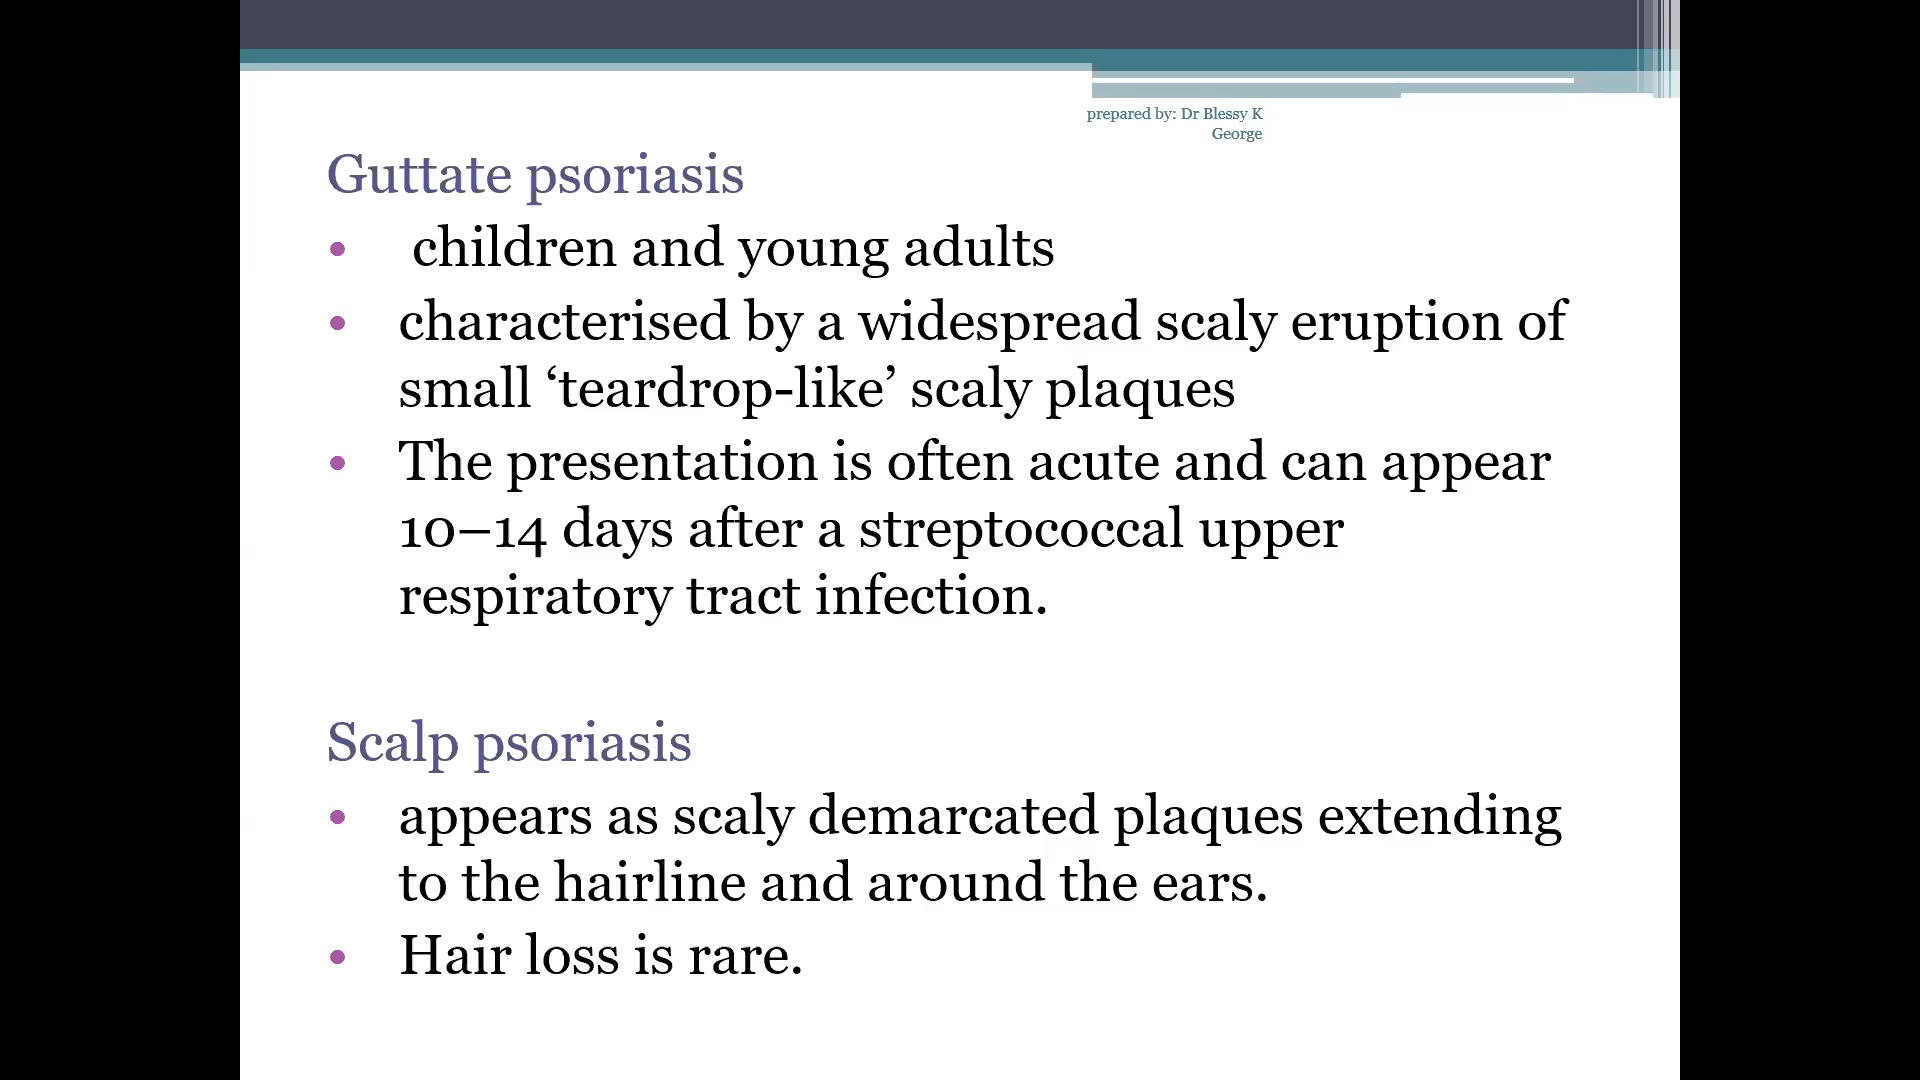 prepared by: Dr Blessy K
George
Guttate psoriasis
• children and young adults
• characterised by a widespread scaly eruption of
small ‘teardrop-like’ scaly plaques
• The presentation is often acute and can appear
10–14 days after a streptococcal upper
respiratory tract infection.
Scalp psoriasis
• appears as scaly demarcated plaques extending
to the hairline and around the ears.
• Hair loss is rare.